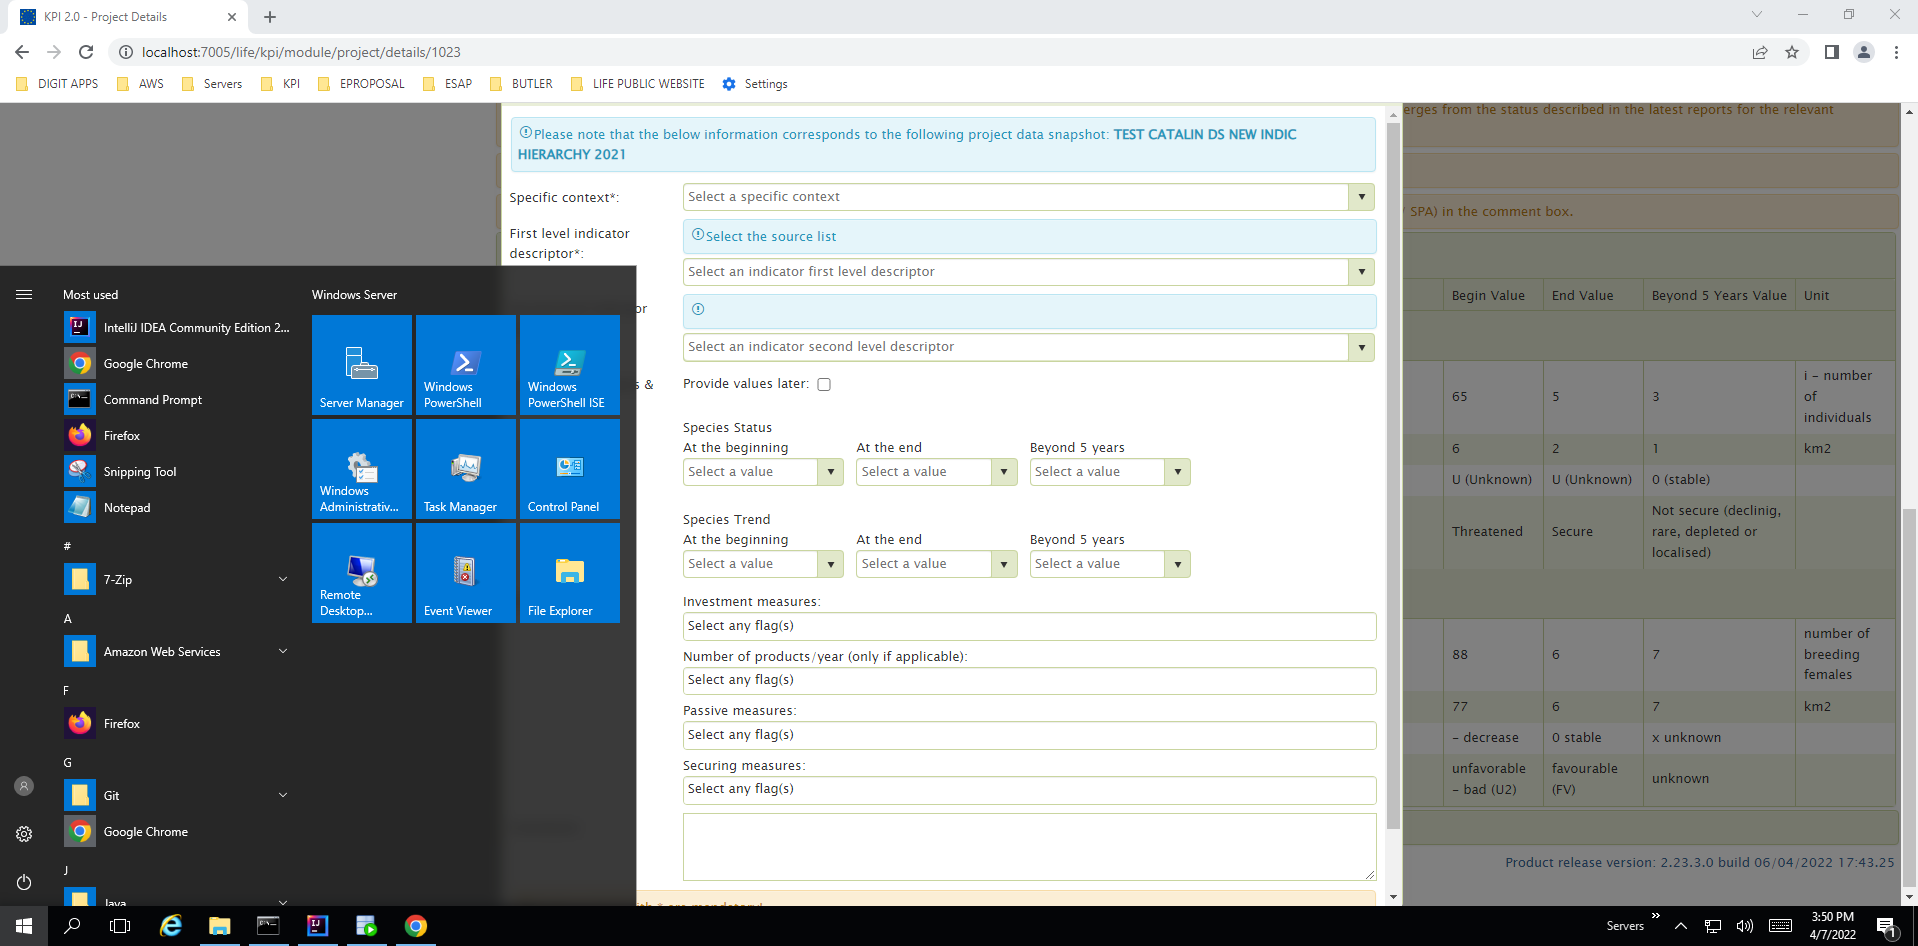 KPI 2.0 - Project Details
localhost:7005/life/kpi/module/project/details/1023
DIGIT APPS
AWS
Servers
KPI
EPROPOSAL
ESAP
BUTLER
LIFE PUBLIC WEBSITE
Settings
Please note that the below information corresponds to the following project data snapshot: TEST CATALIN DS NEW INDIC
HIERARCHY 2021
Specific context*:
Select a specific context
First level indicator
descriptor*:
Select the source list
Select an indicator first level descriptor
or
Select an indicator second level descriptor
s &
Provide values later:
Species Status
At the beginning
At the end
Beyond 5 years
Select a value
Select a value
Select a value
Species Trend
At the beginning
At the end
Beyond 5 years
Select a value
Select a value
Select a value
Investment measures:
Select any flag(s)
Number of products/year (only if applicable):
Select any flag(s)
Passive measures:
Select any flag(s)
Securing measures:
Select any flag(s)
erges from the status described in the latest reports for the relevant
SPA) in the comment box.
Begin Value
End Value
Beyond 5 Years Value
Unit
65
5
3
i - number
of
individuals
6
2
1
km2
U (Unknown)
U (Unknown)
0 (stable)
Threatened
Secure
Not secure (declinig,
rare, depleted or
localised)
88
6
7
number of
breeding
females
77
6
7
km2
- decrease
0 stable
x unknown
unfavorable
- bad (U2)
favourable
(FV)
unknown
Product release version: 2.23.3.0 build 06/04/2022 17:43.25
Most used
IntelliJ IDEA Community Edition 2...
Google Chrome
Command Prompt
Firefox
Snipping Tool
Notepad
#
7-Zip
A
Amazon Web Services
F
Firefox
G
Git
Google Chrome
J
Java
Windows Server
Server Manager
Windows
PowerShell
Windows
PowerShell ISE
Windows
Administrativ...
Task Manager
Control Panel
Remote
Desktop...
Event Viewer
File Explorer
Servers
3:50 PM
4/7/2022
1